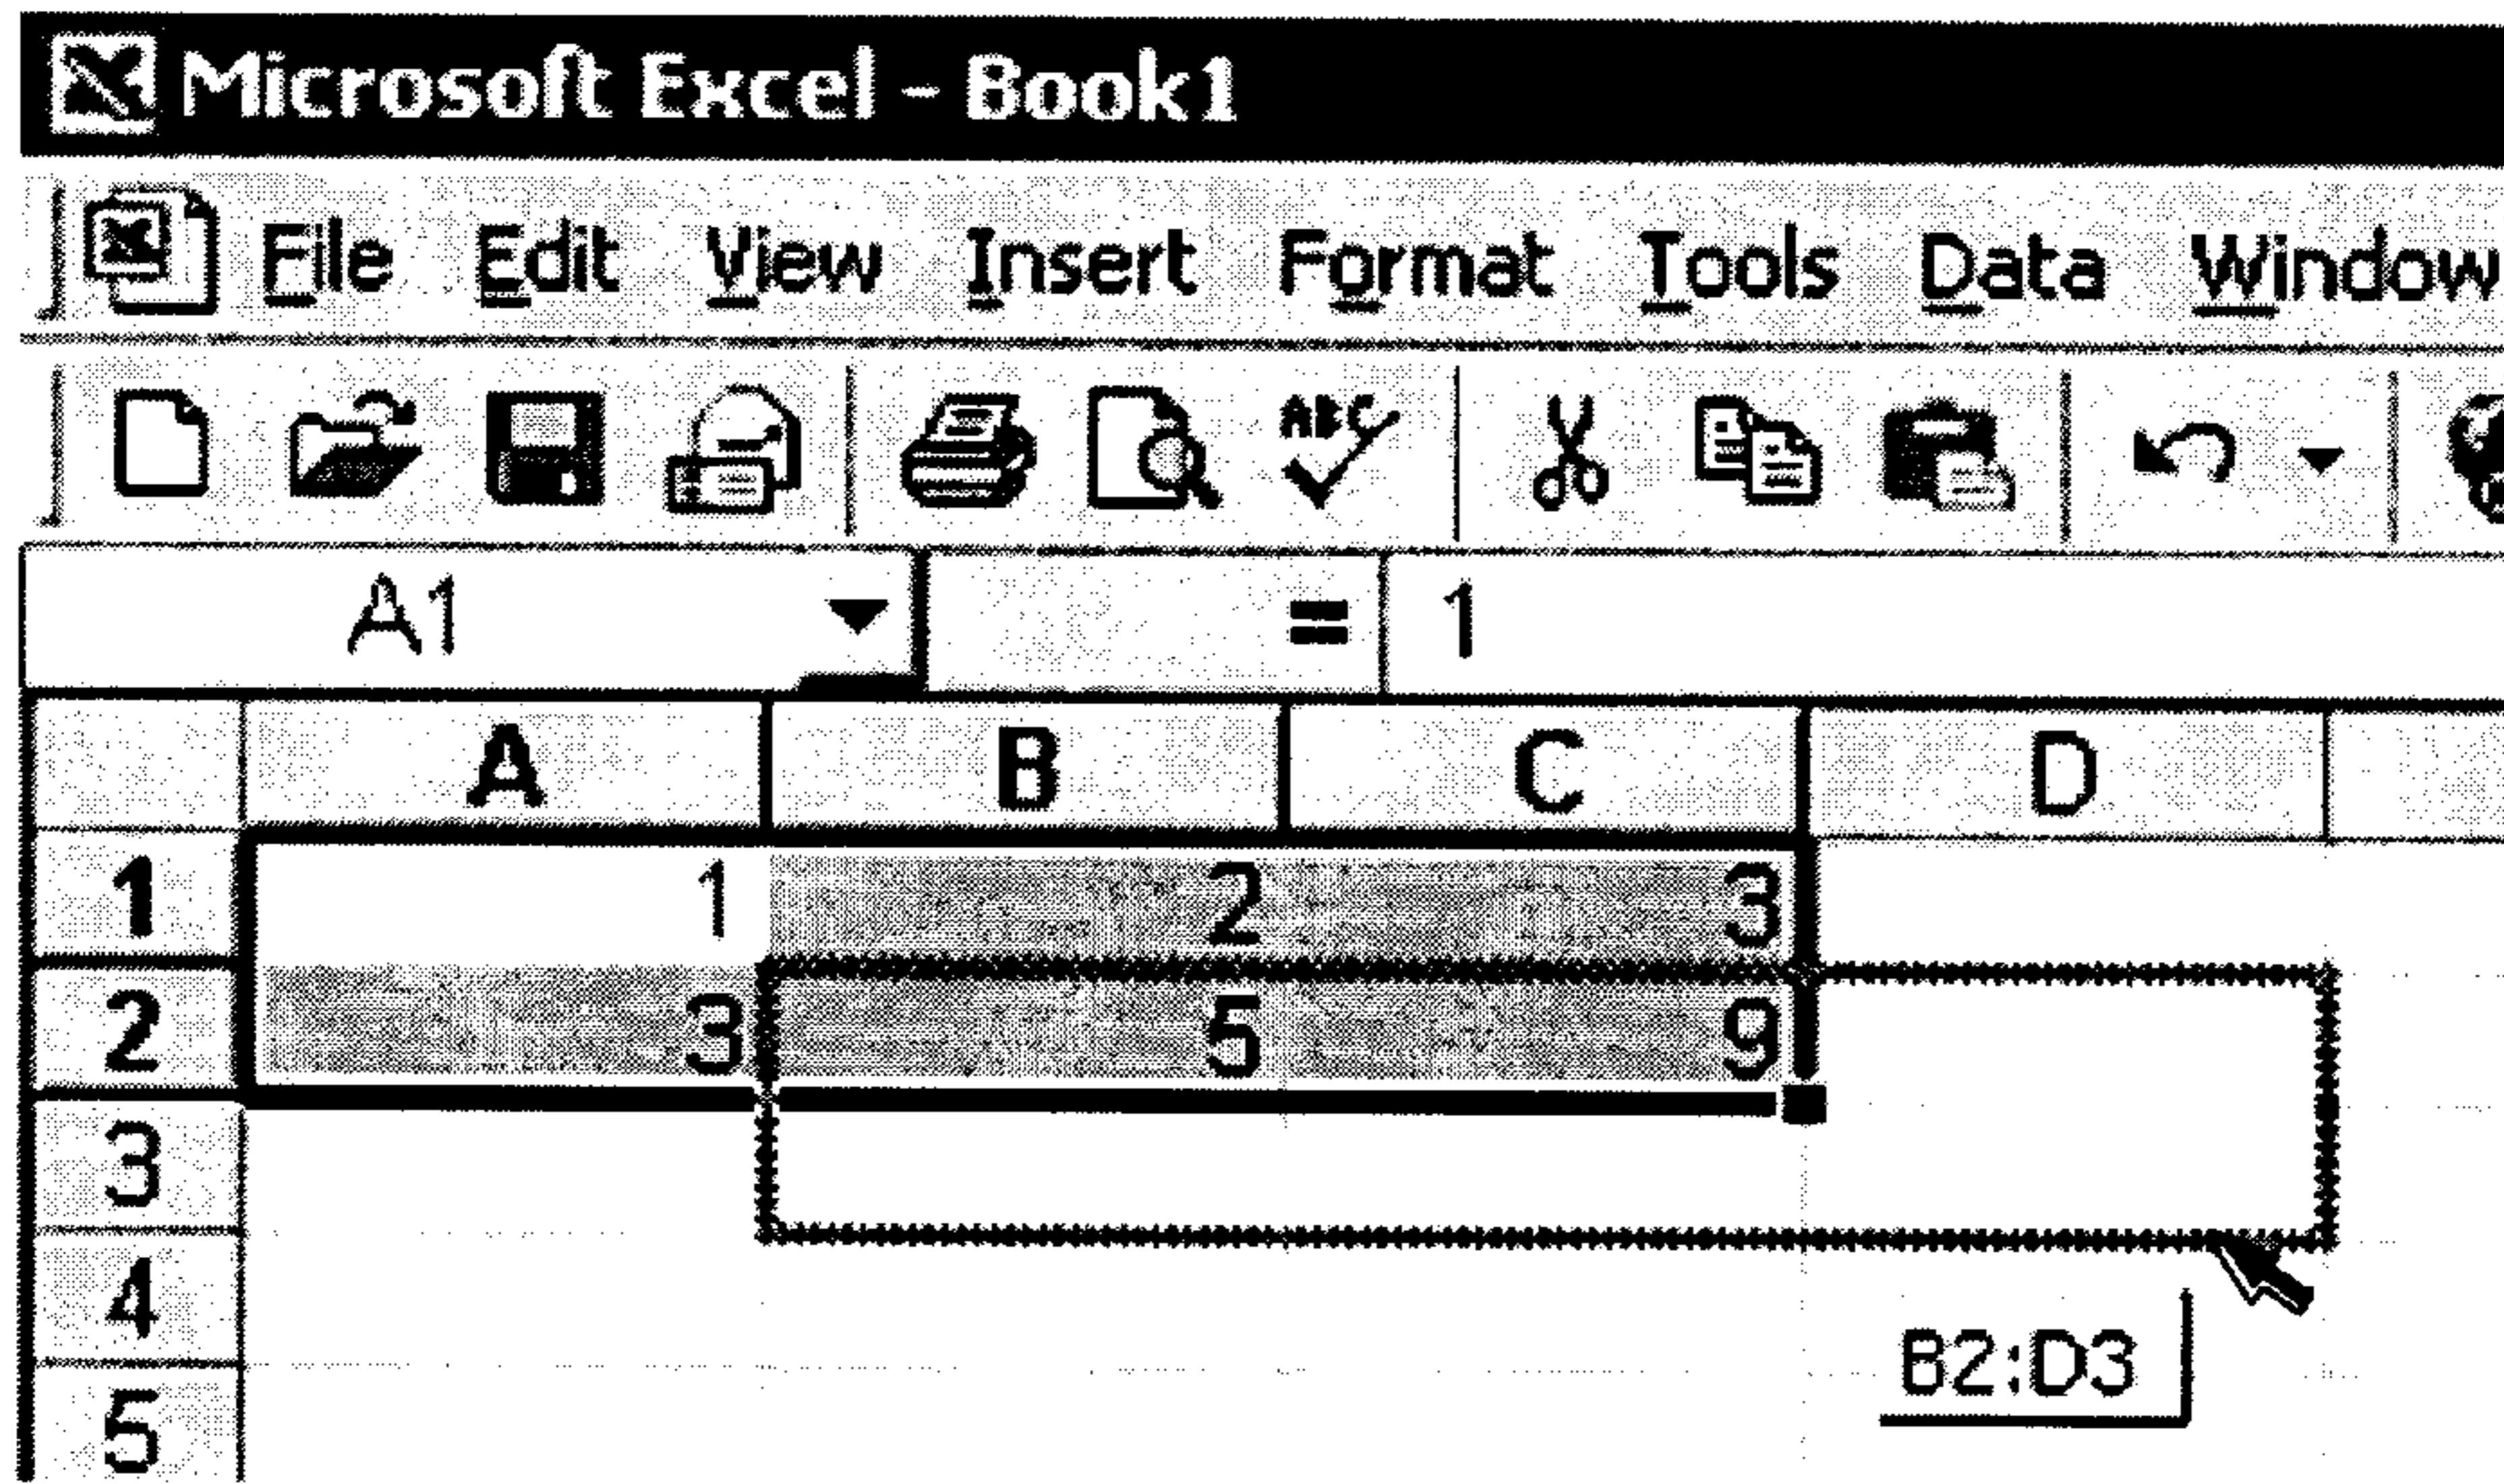 Microsoft Excel - Book1
File Edit View Insert Format Tools Data Window
ABC
A1 = 1
A B C D
1 1 2 3
2 3 5 9
3
4
B2:D3
5